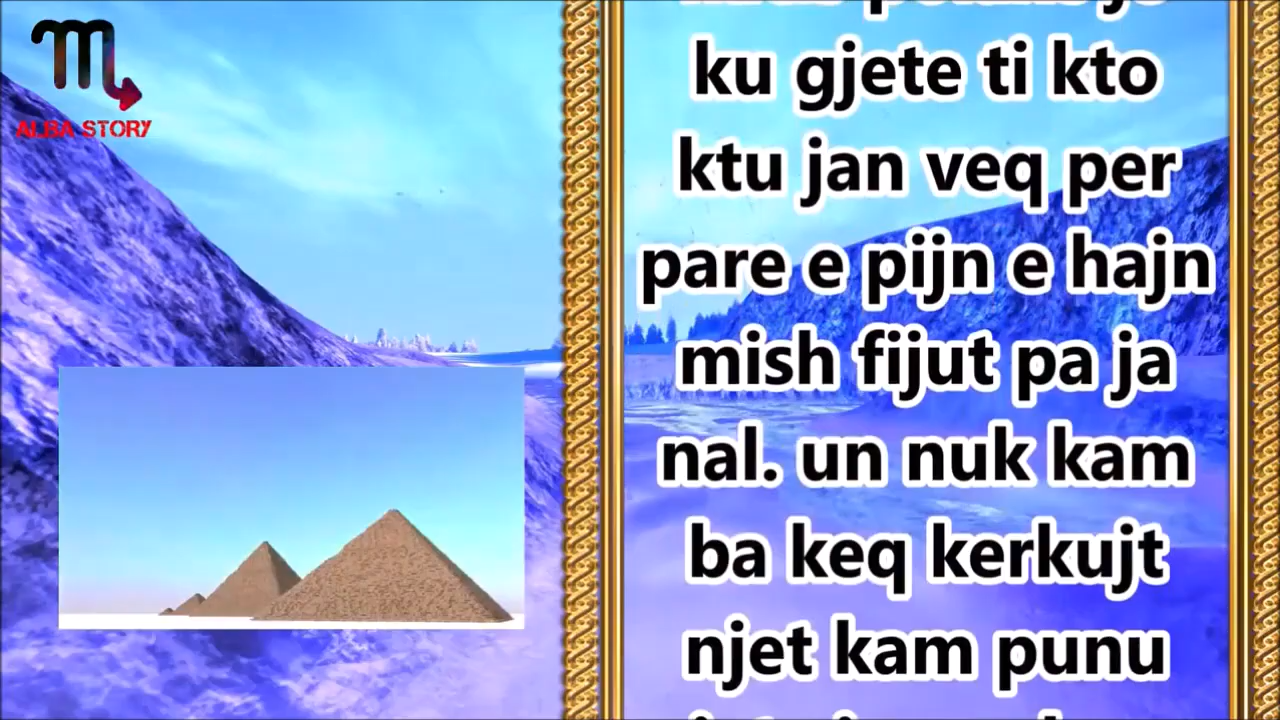 ALBA STORY
ku gjete ti kto
ktu jan veq per
pare e pijn e hajn
mish fijut pa ja
nal. un nuk kam
ba keq kerkujt
njet kam punu